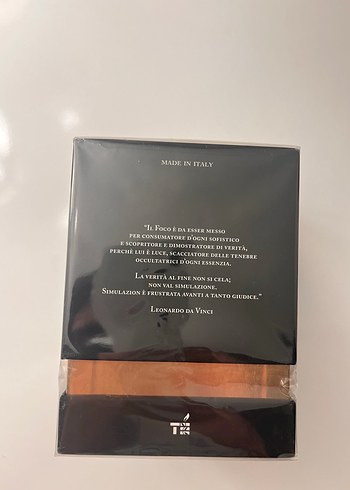 MADE IN ITALY
"Il Foco è da esser messo
per consumatore d'ogni sofistico
e scopritore e dimostratore di verità,
perché lui è luce, scacciatore delle tenebre
occultatrici d'ogni essenzia.
La verità al fine non si cela;
non val simulazione.
Simulazion è frustrata avanti a tanto giudice."
Leonardo da Vinci